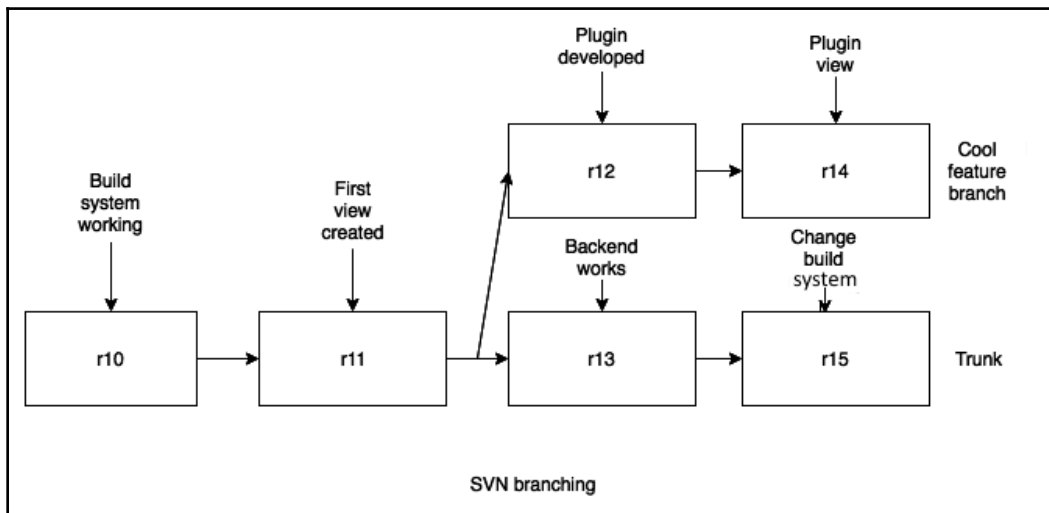 Plugin
developed
Plugin
view
r12
r14
Cool
feature
branch
Build
system
working
First
view
created
Backend
works
Change
build
system
r10
r11
r13
r15
Trunk
SVN branching